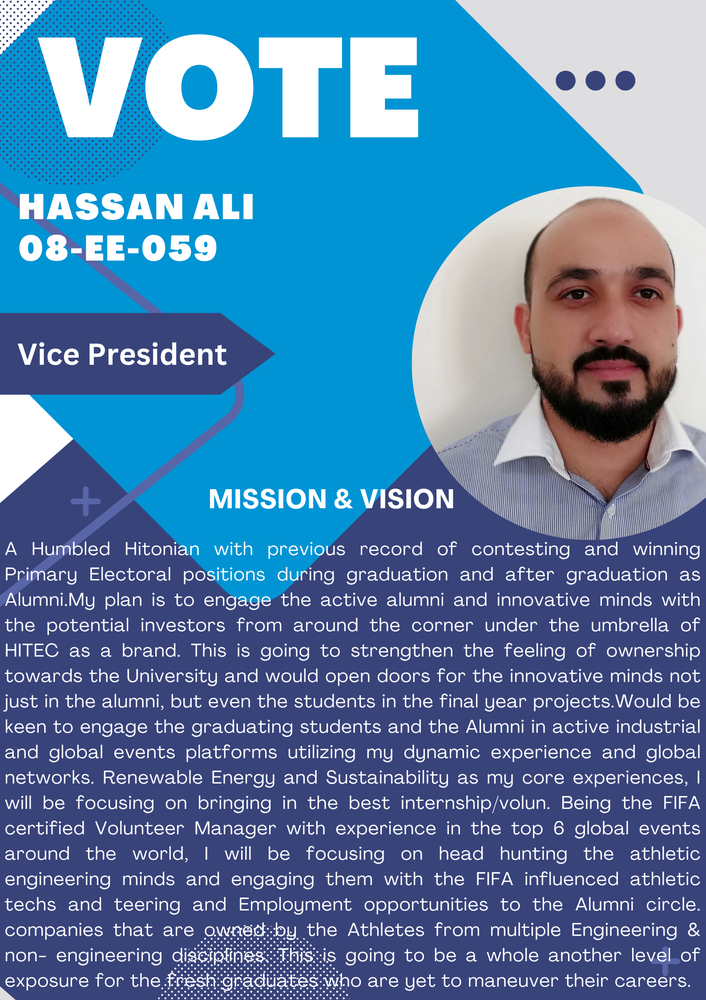 VOTE
HASSAN ALI
08-EE-059
Vice President
MISSION & VISION
A Humbled Hitonian with previous record of contesting and winning
Primary Electoral positions during graduation and after graduation as
Alumni.My plan is to engage the active alumni and innovative minds with
the potential investors from around the corner under the umbrella of
HITEC as a brand. This is going to strengthen the feeling of ownership
towards the University and would open doors for the innovative minds not
just in the alumni, but even the students in the final year projects.Would be
keen to engage the graduating students and the Alumni in active industrial
and global events platforms utilizing my dynamic experience and global
networks. Renewable Energy and Sustainability as my core experiences, I
will be focusing on bringing in the best internship/volun. Being the FIFA
certified Volunteer Manager with experience in the top 6 global events
around the world, I will be focusing on head hunting the athletic
engineering minds and engaging them with the FIFA influenced athletic
techs and teering and Employment opportunities to the Alumni circle.
companies that are owned by the Athletes from multiple Engineering &
non- engineering disciplines. This is going to be a whole another level of
exposure for the fresh graduates who are yet to maneuver their careers.